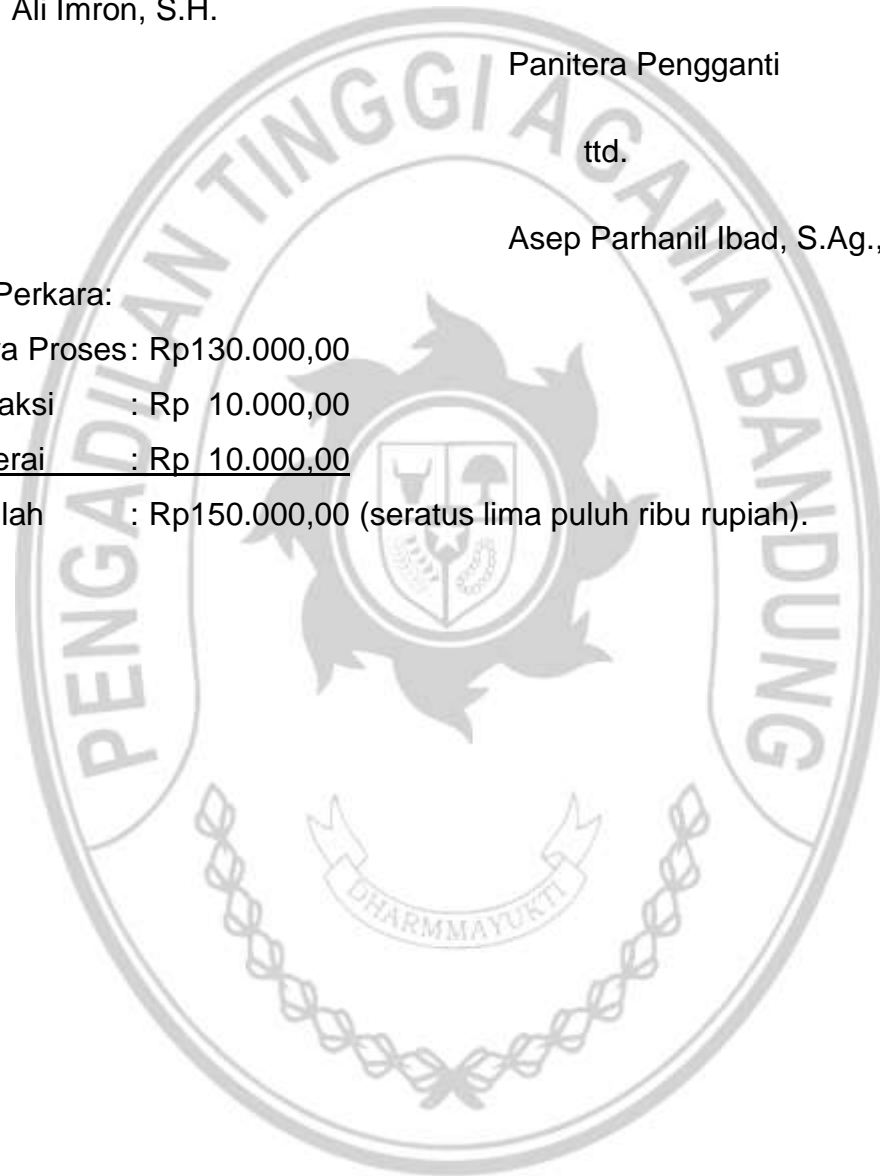 Ali Imron, S.H.
Panitera Pengganti
ttd.
Asep Parhanil Ibad, S.Ag.,
Perkara:
a Proses : Rp130.000,00
aksi : Rp 10.000,00
erai : Rp 10.000,00
lah : Rp150.000,00 (seratus lima puluh ribu rupiah).
PENGADILAN TINGGI AGAMA BANDUNG
DHARMMAYUKTI